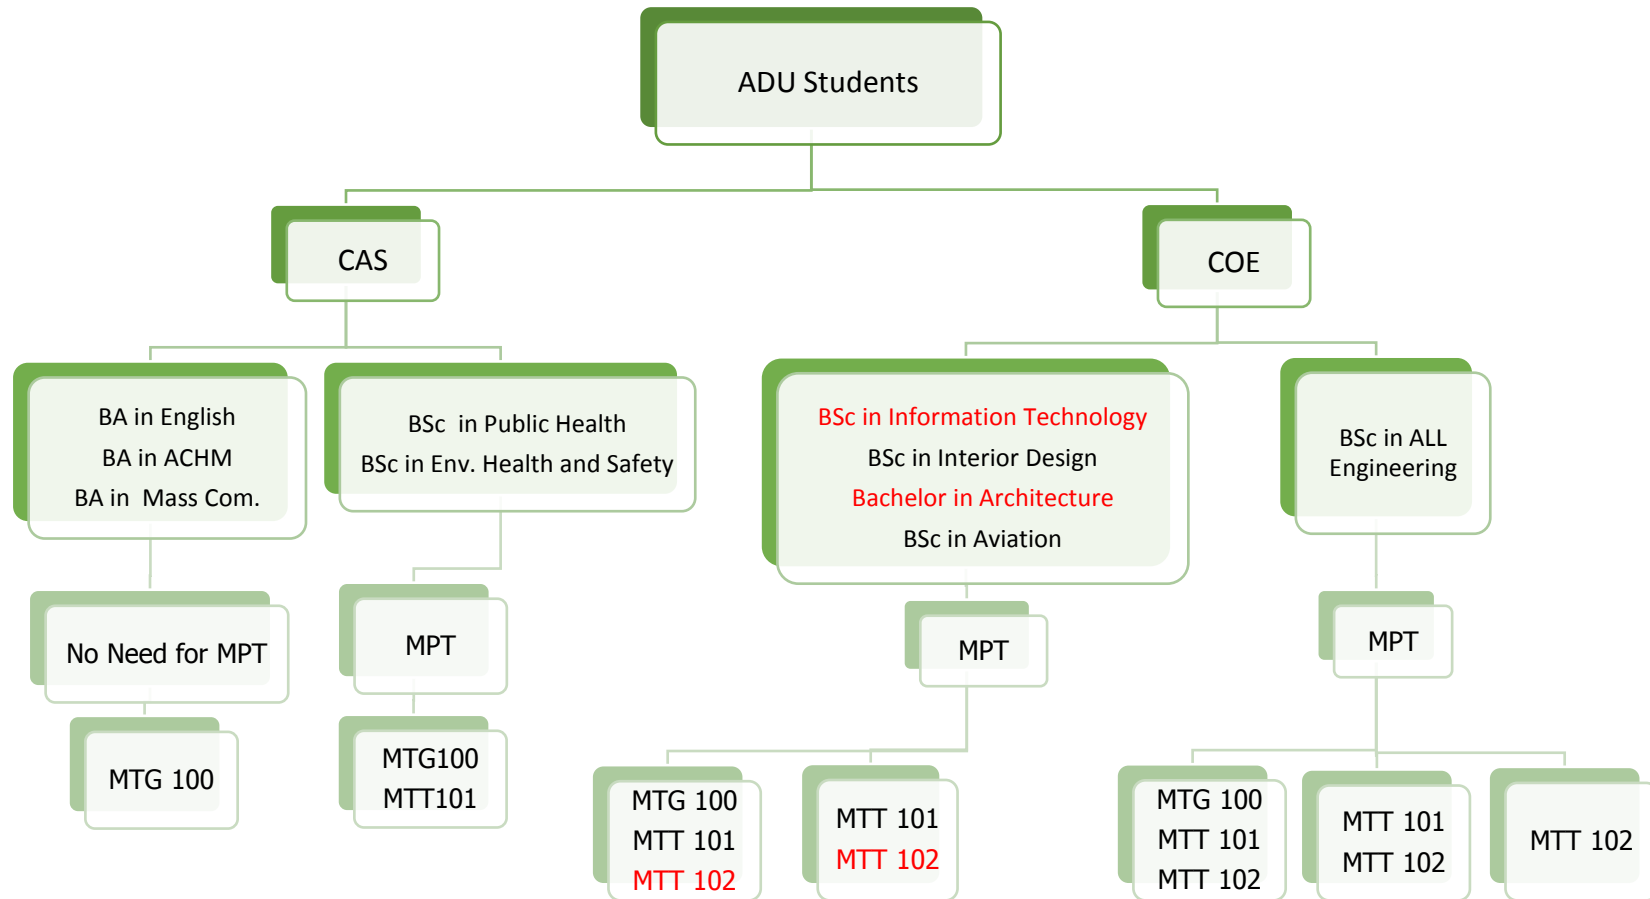 ADU Students
CAS
COE
BA in English
BA in ACHM
BA in Mass Com.
BSc in Public Health
BSc in Env. Health and Safety
BSc in Information Technology
BSc in Interior Design
Bachelor in Architecture
BSc in Aviation
BSc in ALL
Engineering
No Need for MPT
MPT
MPT
MPT
MTG 100
MTG100
MTT101
MTG 100
MTT 101
MTT 102
MTT 101
MTT 102
MTG 100
MTT 101
MTT 102
MTT 101
MTT 102
MTT 102